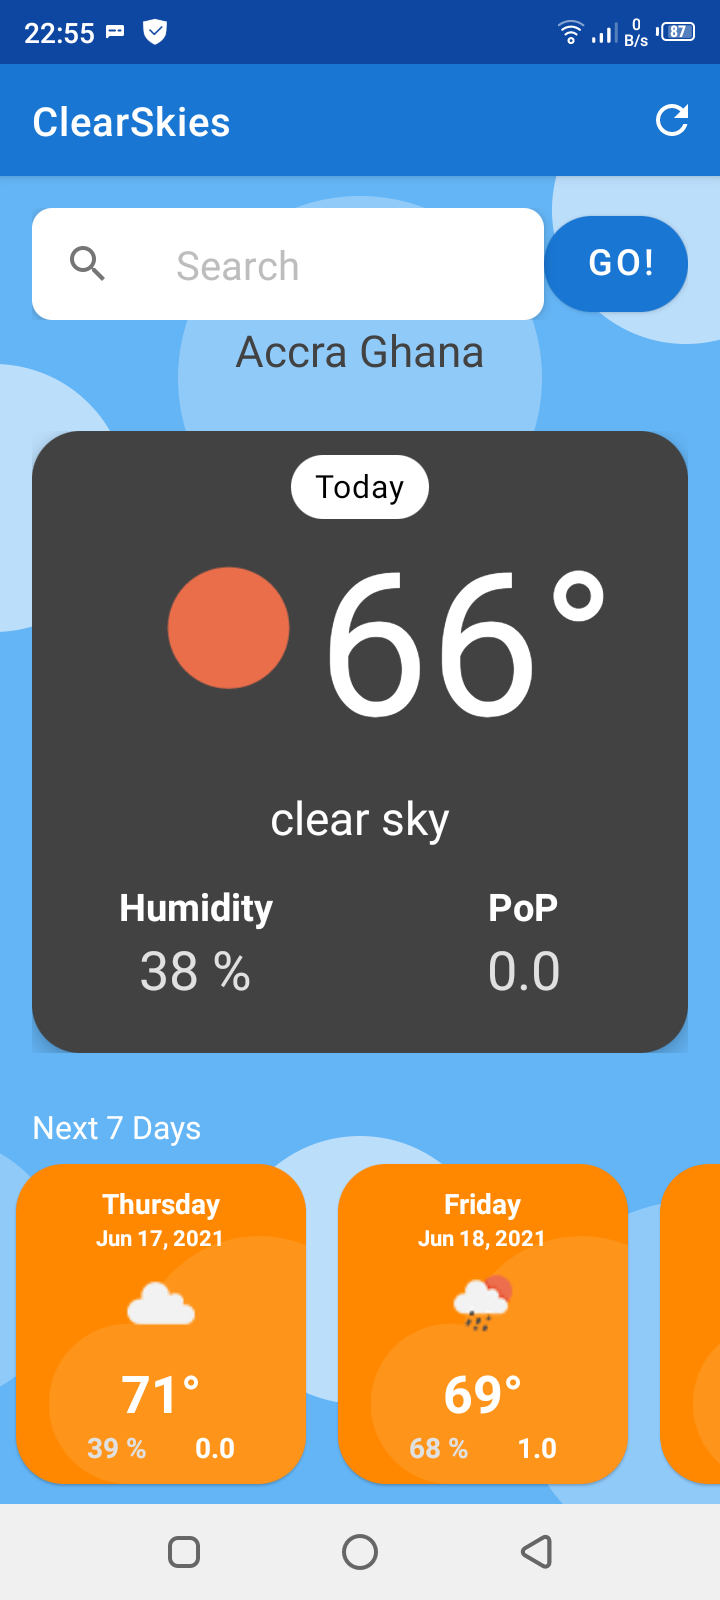 22:55
0
B/s
87
ClearSkies
Search
GO!
Accra Ghana
Today
66°
clear sky
Humidity PoP
38 % 0.0
Next 7 Days
Thursday
Jun 17, 2021
71°
39 % 0.0
Friday
Jun 18, 2021
69°
68 % 1.0